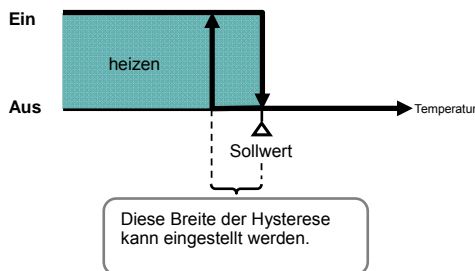 Ein
heizen
Aus
Temperatur
Sollwert
Diese Breite der Hysterese
kann eingestellt werden.